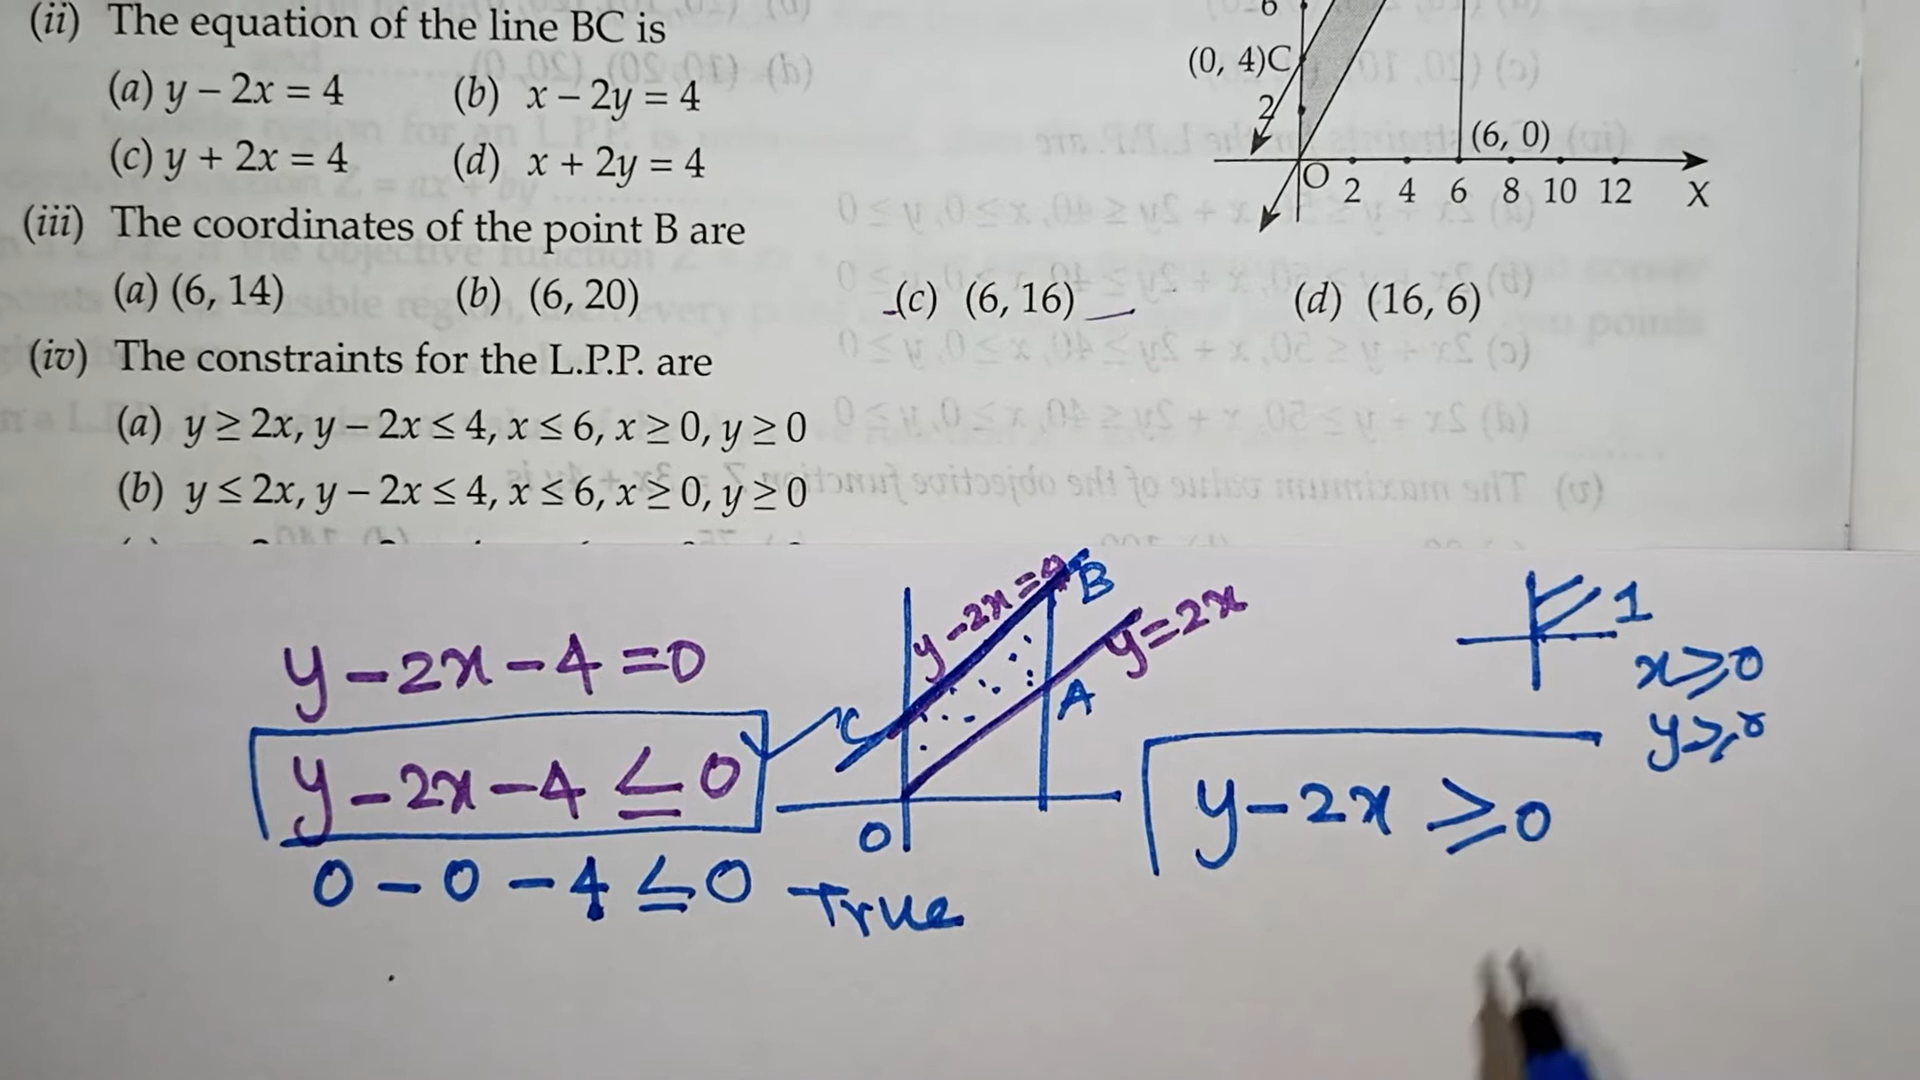 (ii) The equation of the line BC is
(a) y – 2x = 4 (b) x – 2y = 4
(c) y + 2x = 4 (d) x + 2y = 4
(iii) The coordinates of the point B are
(a) (6, 14) (b) (6, 20) (c) (6, 16) (d) (16, 6)
(iv) The constraints for the L.P.P. are
(a) y ≥ 2x, y – 2x ≤ 4, x ≤ 6, x ≥ 0, y ≥ 0
(b) y ≤ 2x, y – 2x ≤ 4, x ≤ 6, x ≥ 0, y ≥ 0
6
(0, 4)C
2
(6, 0)
O 2 4 6 8 10 12 X
y-2x-4=0
y-2x-4 ≤ 0
0-0-4 ≤ 0 True
y-2x=4
B
y=2x
C
A
O
y-2x ≥ 0
1
x ≥ 0
y ≥ 0